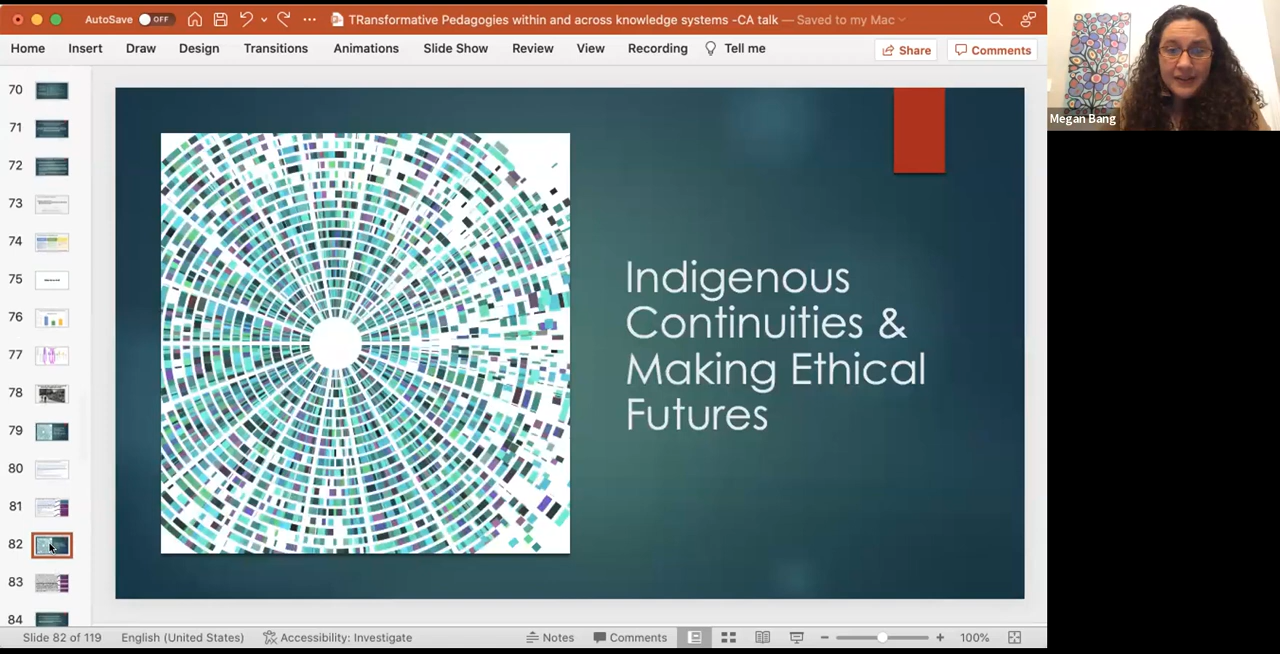 AutoSave OFF TRansformative Pedagogies within and across knowledge systems -CA talk — Saved to my Mac
Home Insert Draw Design Transitions Animations Slide Show Review View Recording Tell me Share Comments
Megan Bang
70
71
72
73
74
75
76
77
78
79
80
81
82
83
84
Indigenous
Continuities &
Making Ethical
Futures
Slide 82 of 119 English (United States) Accessibility: Investigate Notes Comments 100%